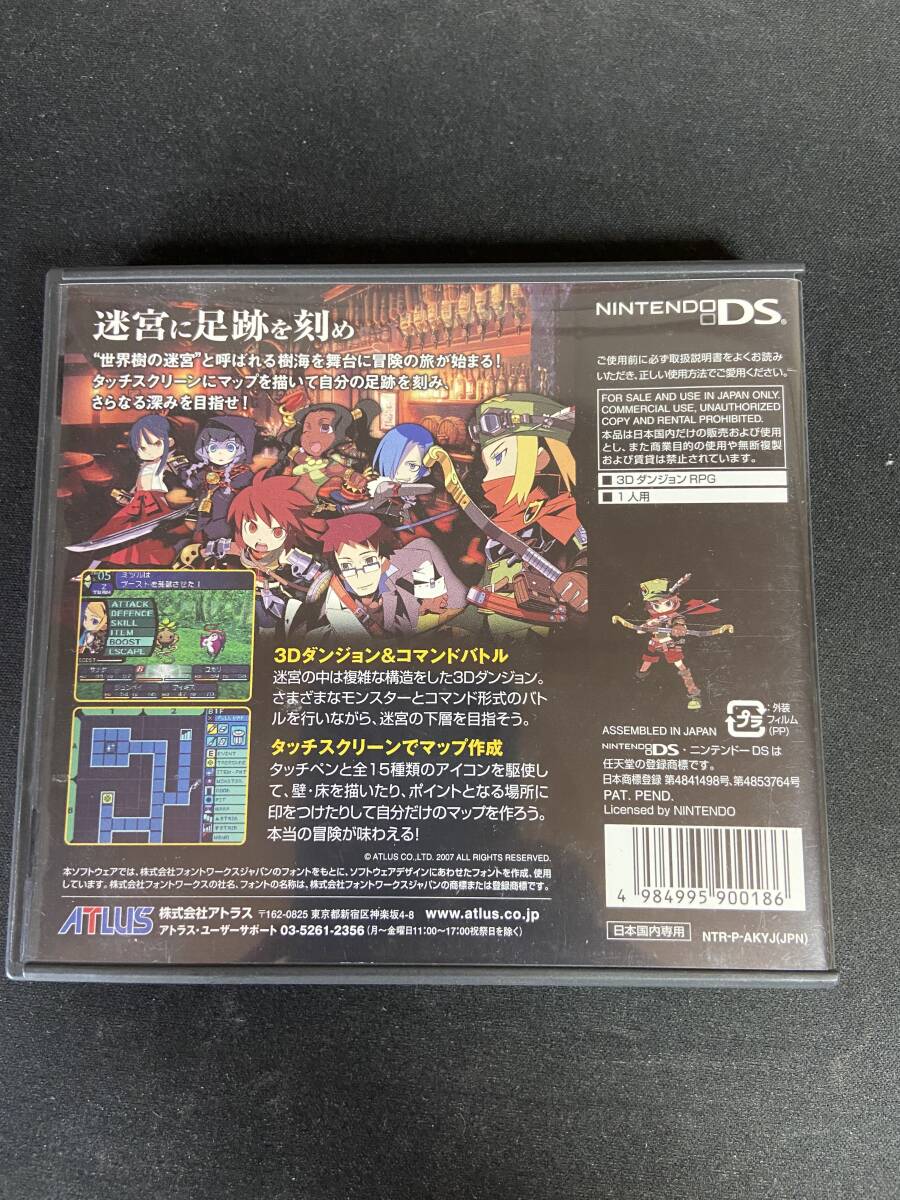 迷宮に足跡を刻め
“世界樹の迷宮”と呼ばれる樹海を舞台に冒険の旅が始まる！
タッチスクリーンにマップを描いて自分の足跡を刻み、
さらなる深みを目指せ！
05
ミツルは
ブーストを発動させた！
ATTACK
DEFENCE
SKILL
ITEM
BOOST
ESCAPE
3Dダンジョン&コマンドバトル
迷宮の中は複雑な構造をした3Dダンジョン。
さまざまなモンスターとコマンド形式のバト
ルを行いながら、迷宮の下層を目指そう。
1 2
A
B
B1F
EVENT
タッチスクリーンでマップ作成
タッチペンと全15種類のアイコンを駆使し
て、壁・床を描いたり、ポイントとなる場所に
印をつけたりして自分だけのマップを作ろう。
本当の冒険が味わえる！
© ATLUS CO.,LTD. 2007 ALL RIGHTS RESERVED.
本ソフトウェアでは、株式会社フォントワークスジャパンのフォントをもとに、ソフトウェアデザインにあわせたフォントを作成、使用
しています。株式会社フォントワークスの社名、フォントの名称は、株式会社フォントワークスジャパンの商標または登録商標です。
ATLUS 株式会社アトラス 〒162-0825 東京都新宿区神楽坂4-8 www.atlus.co.jp
アトラス・ユーザーサポート 03-5261-2356 (月〜金曜日11:00〜17:00祝祭日を除く)
NINTENDO DS®
ご使用前に必ず取扱説明書をよくお読み
いただき、正しい使用方法でご愛用ください。
FOR SALE AND USE IN JAPAN ONLY.
COMMERCIAL USE, UNAUTHORIZED
COPY AND RENTAL PROHIBITED.
本品は日本国内だけの販売および使用
とし、また商業目的の使用や無断複製
および賃貸は禁止されています。
■ 3DダンジョンRPG
■ 1人用
プラ
:外装
フィルム
(PP)
ASSEMBLED IN JAPAN
NINTENDO DS・ニンテンドーDSは
任天堂の登録商標です。
日本商標登録 第4841498号、第4853764号
PAT. PEND.
Licensed by NINTENDO
4 984995 900186
日本国内専用
NTR-P-AKYJ(JPN)